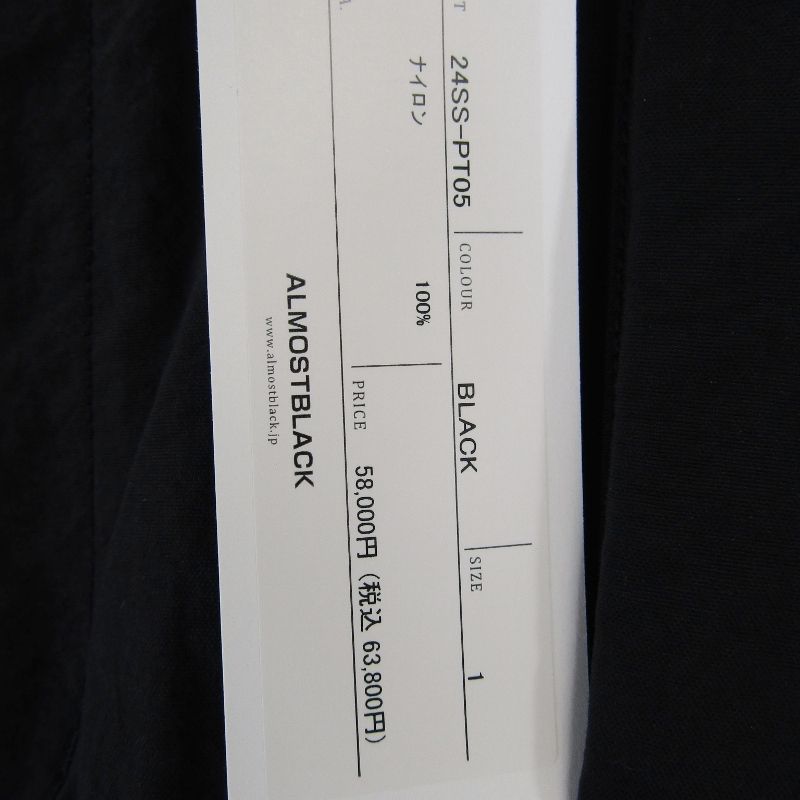 24SS-PT05
COLOUR BLACK
SIZE 1
ナイロン 100%
PRICE 58,000円 (税込 63,800円)
ALMOSTBLACK
www.almostblack.jp